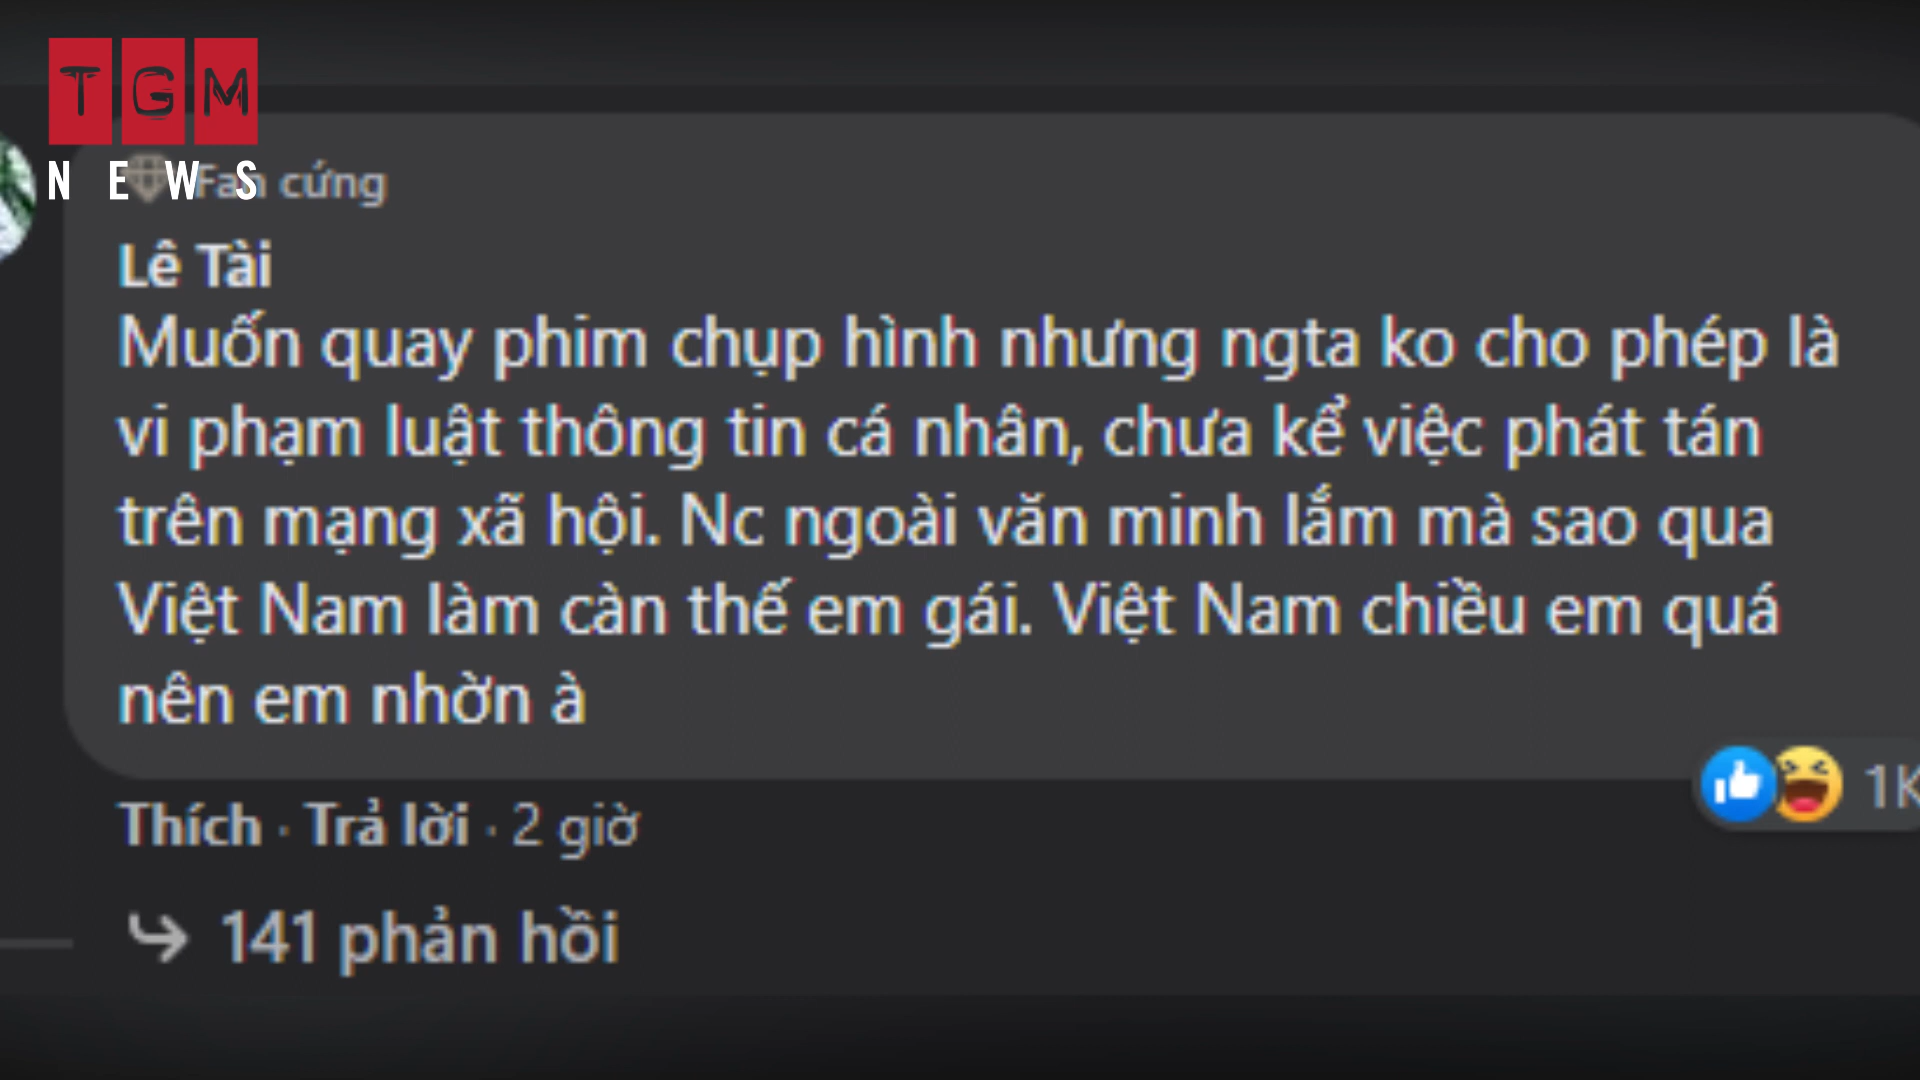 TGM
NEWS
Fan cứng
Lê Tài
Muốn quay phim chụp hình nhưng ngta ko cho phép là
vi phạm luật thông tin cá nhân, chưa kể việc phát tán
trên mạng xã hội. Nc ngoài văn minh lắm mà sao qua
Việt Nam làm càn thế em gái. Việt Nam chiều em quá
nên em nhờn à
1K
Thích · Trả lời · 2 giờ
141 phản hồi